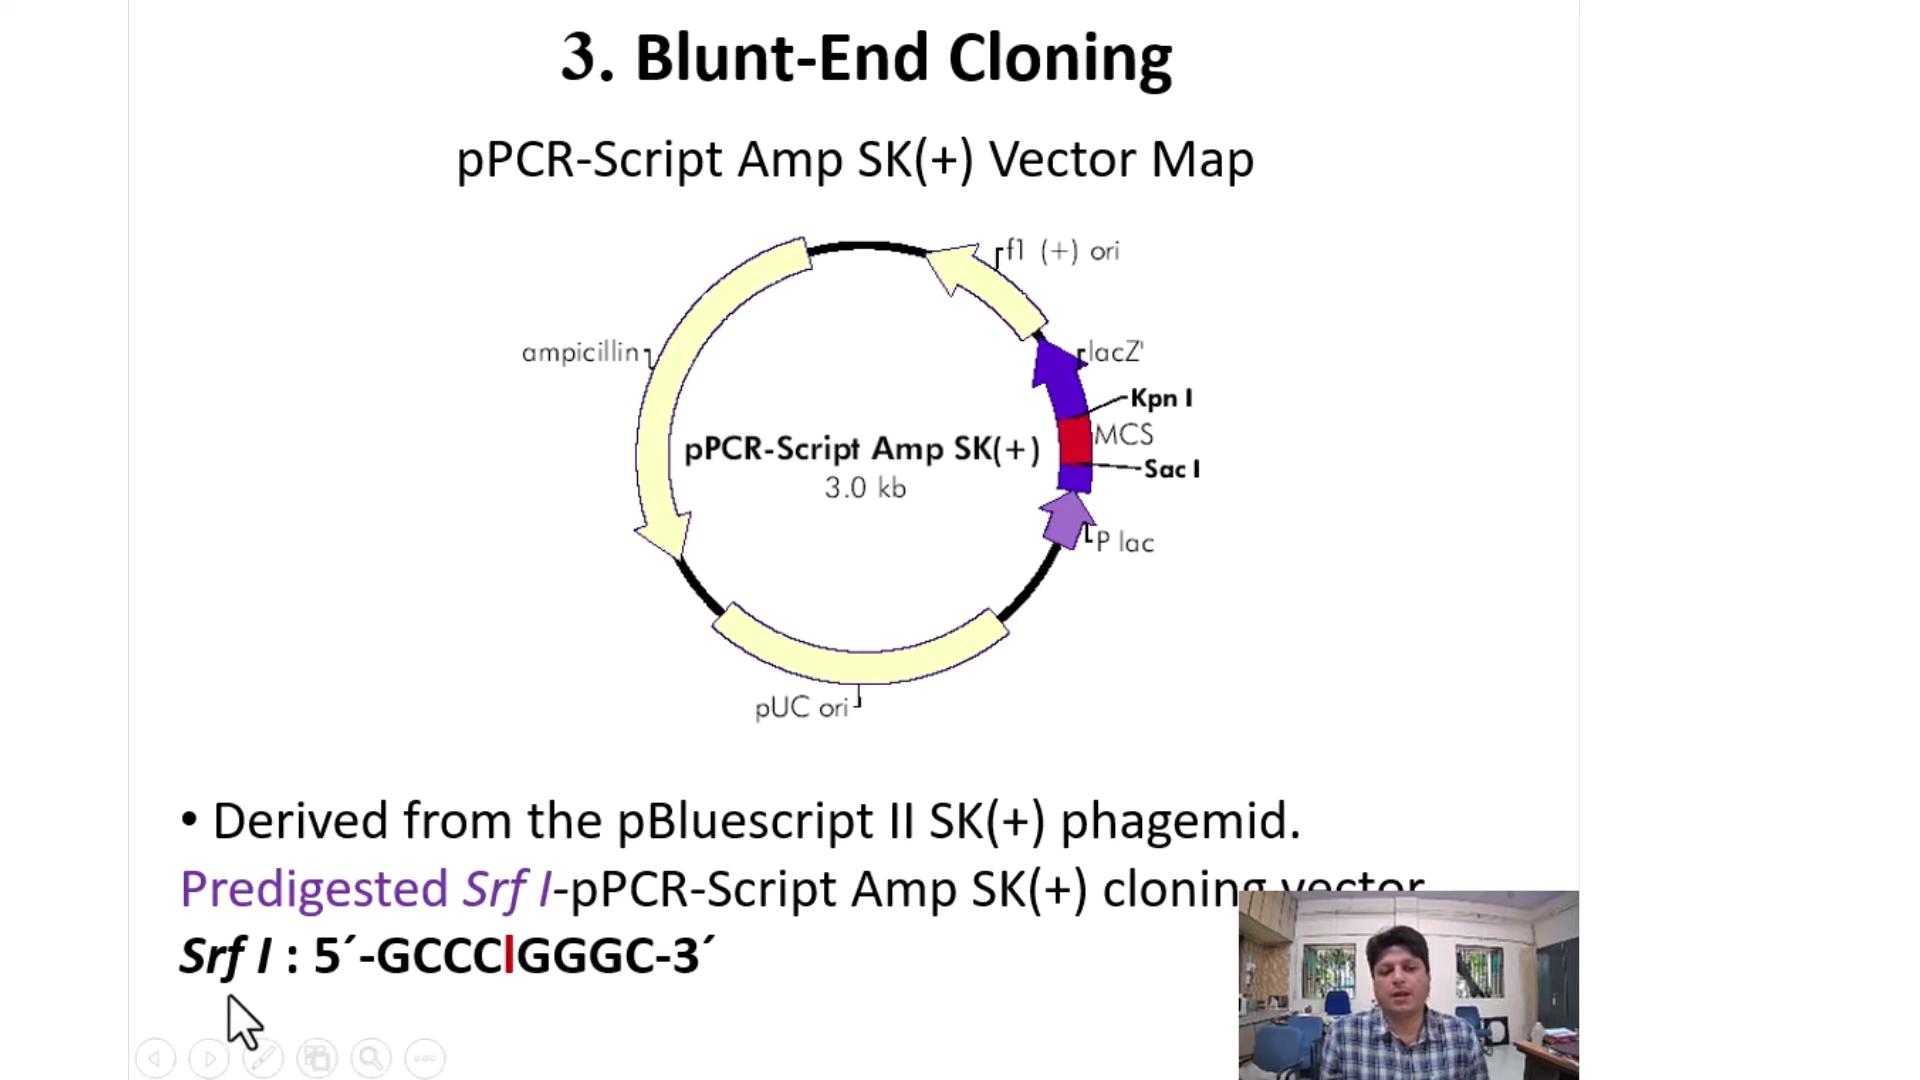 3. Blunt-End Cloning
pPCR-Script Amp SK(+) Vector Map
f1 (+) ori
ampicillin
lacZ'
Kpn I
MCS
pPCR-Script Amp SK(+)
Sac I
3.0 kb
P lac
pUC ori
• Derived from the pBluescript II SK(+) phagemid.
Predigested Srf I-pPCR-Script Amp SK(+) cloning vector
Srf I : 5´-GCCC|GGGC-3´